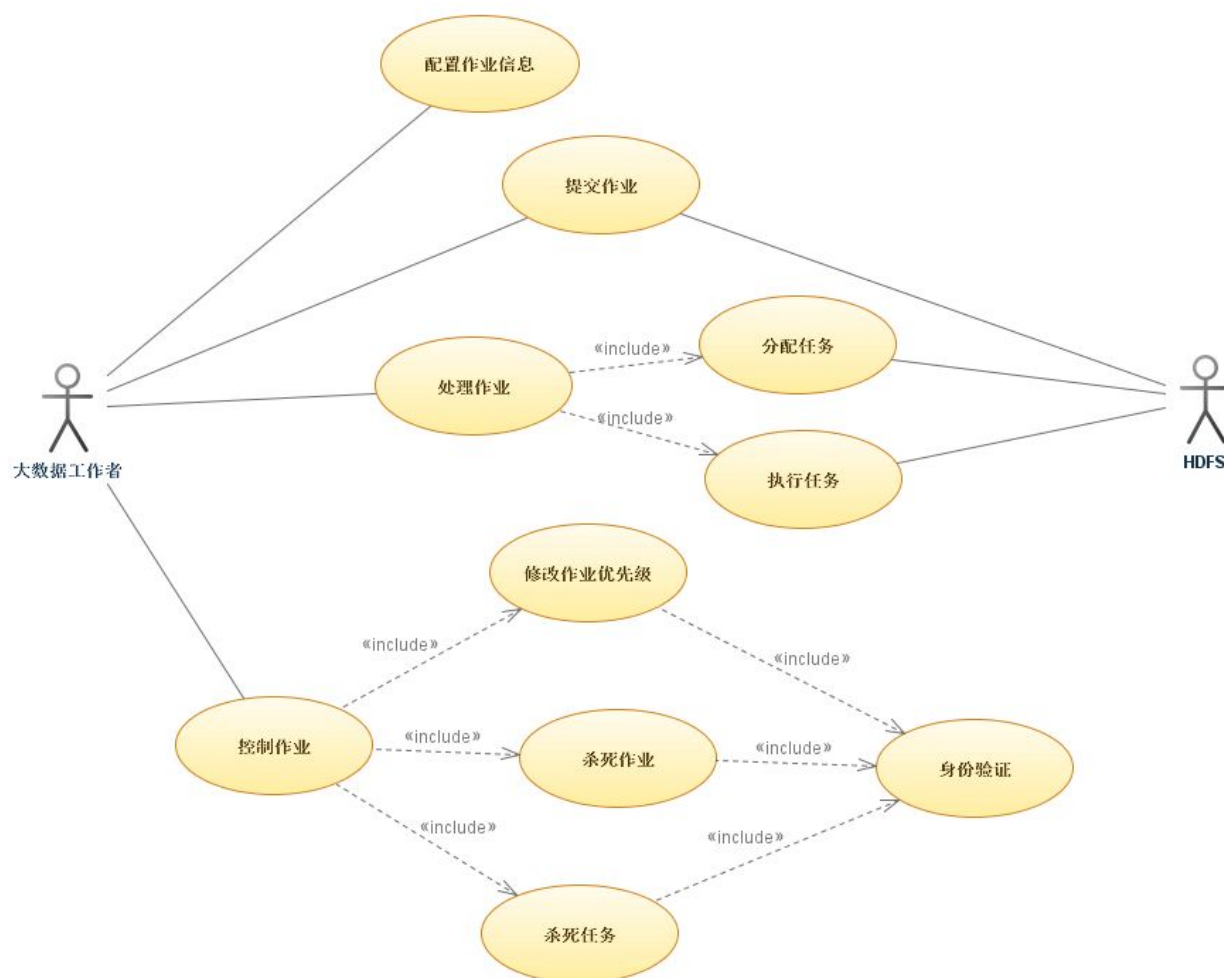 配置作业信息
提交作业
«include»
分配任务
处理作业
«include»
执行任务
大数据工作者
HDFS
修改作业优先级
«include»
«include»
控制作业
«include»
杀死作业
«include»
身份验证
«include»
«include»
杀死任务